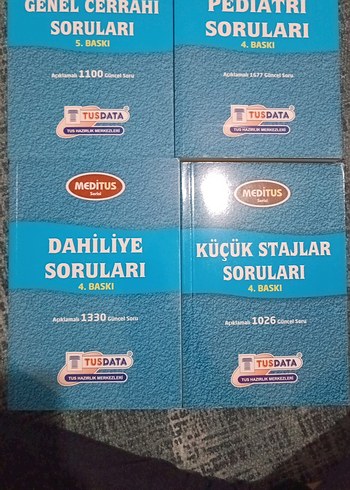 GENEL CERRAHİ
SORULARI
5. BASKI
Açıklamalı 1100 Güncel Soru
TUSDATA
TUS HAZIRLIK MERKEZLERİ
PEDİATRİ
SORULARI
4. BASKI
Açıklamalı 1677 Güncel Soru
TUSDATA
TUS HAZIRLIK MERKEZLERİ
MEDİTUS
Serisi
DAHİLİYE
SORULARI
4. BASKI
Açıklamalı 1330 Güncel Soru
TUSDATA
TUS HAZIRLIK MERKEZLERİ
MEDİTUS
Serisi
KÜÇÜK STAJLAR
SORULARI
4. BASKI
Açıklamalı 1026 Güncel Soru
TUSDATA
TUS HAZIRLIK MERKEZLERİ